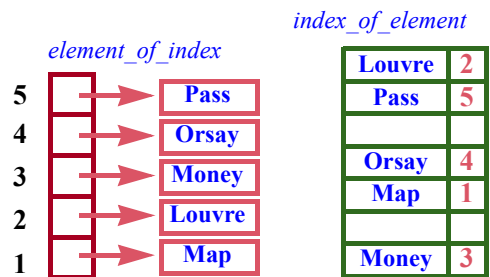 element_of_index
5 Pass
4 Orsay
3 Money
2 Louvre
1 Map
index_of_element
Louvre 2
Pass 5
Orsay 4
Map 1
Money 3